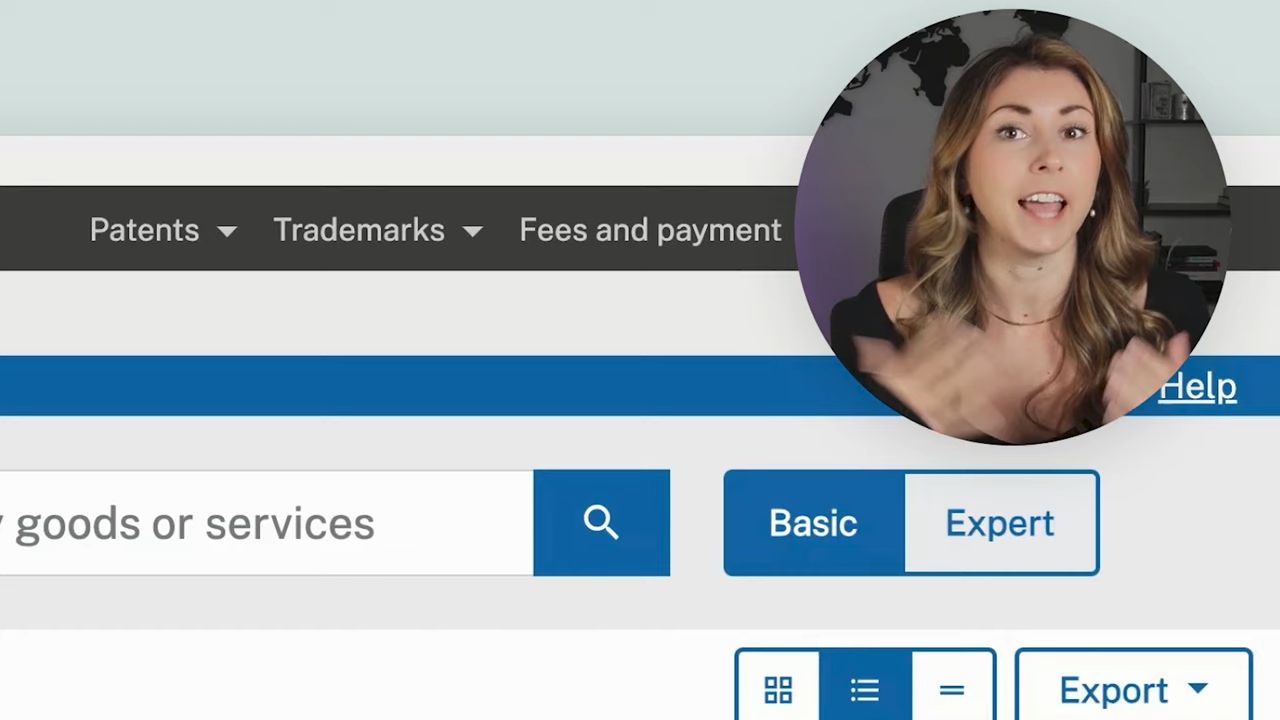 Patents Trademarks Fees and payment
Help
goods or services
Basic Expert
Export